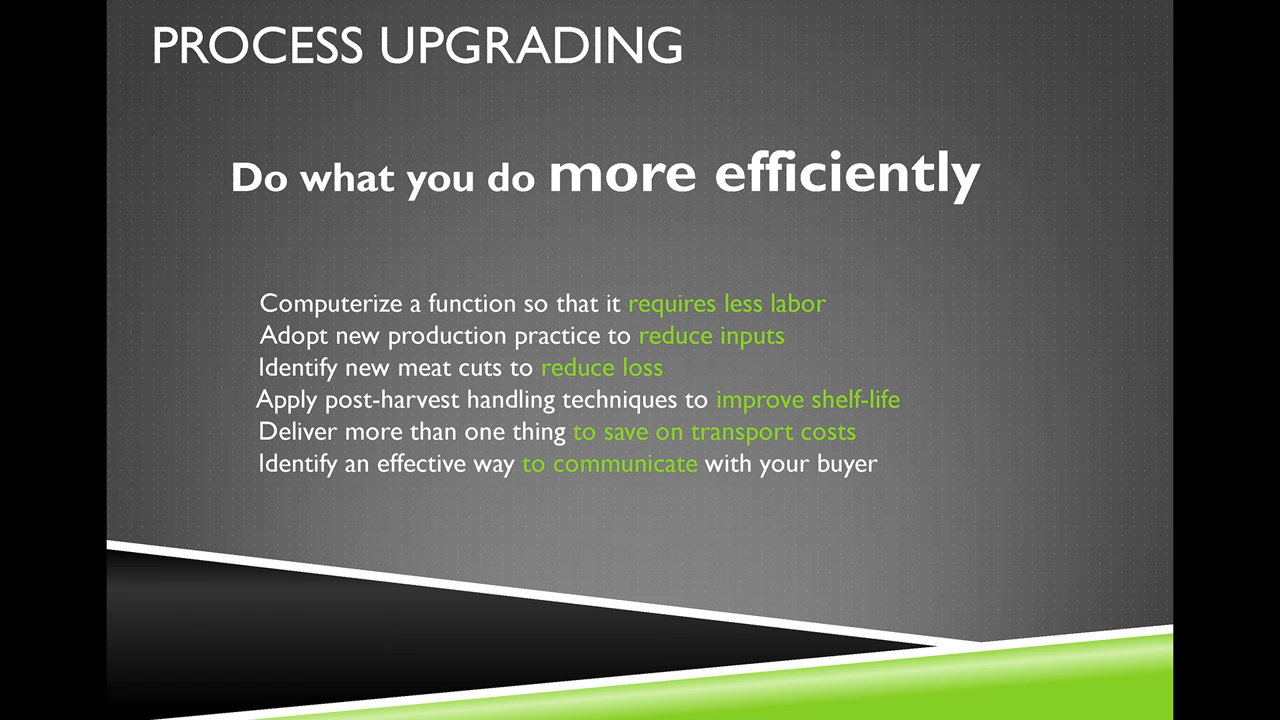 PROCESS UPGRADING
Do what you do more efficiently
Computerize a function so that it requires less labor
Adopt new production practice to reduce inputs
Identify new meat cuts to reduce loss
Apply post-harvest handling techniques to improve shelf-life
Deliver more than one thing to save on transport costs
Identify an effective way to communicate with your buyer